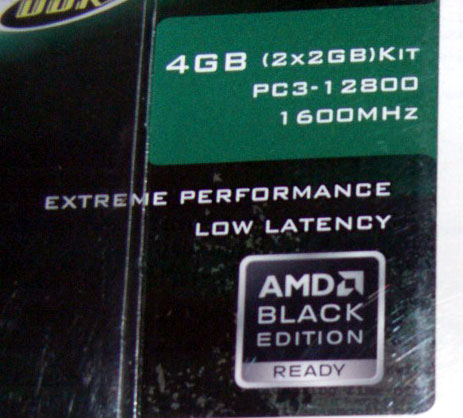 4GB (2x2GB)KIT
PC3-12800
1600MHz
EXTREME PERFORMANCE
LOW LATENCY
AMD
BLACK
EDITION
READY